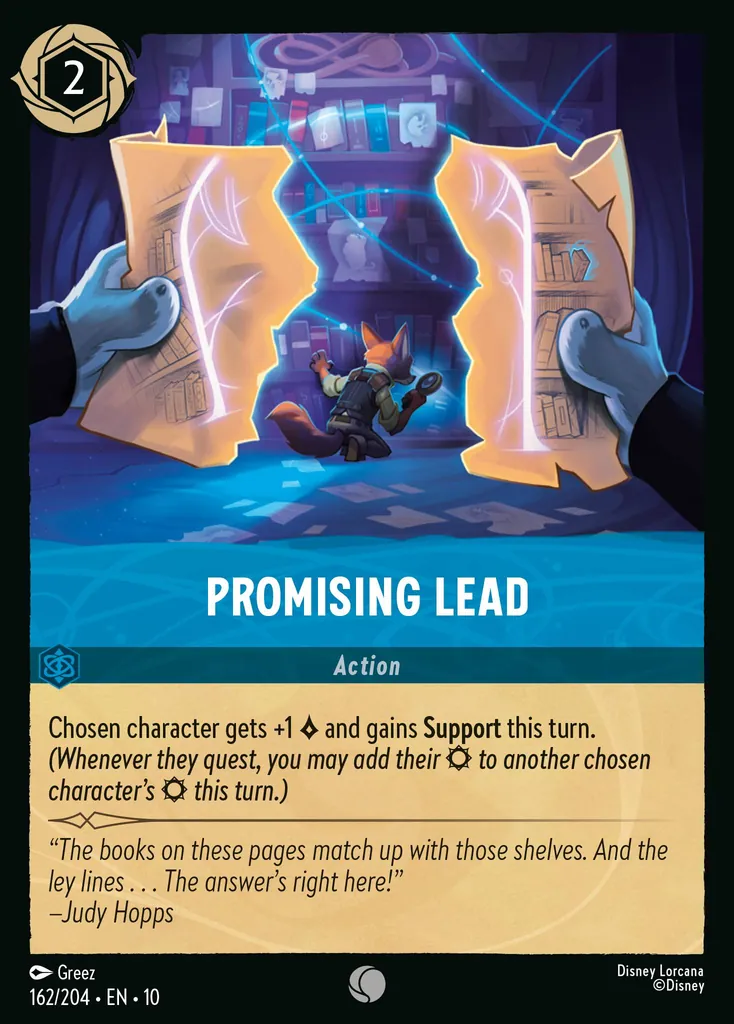 2
PROMISING LEAD
Action
Chosen character gets +1 and gains Support this turn.
(Whenever they quest, you may add their to another chosen
character’s this turn.)
“The books on these pages match up with those shelves. And the
ley lines . . . The answer’s right here!”
–Judy Hopps
Greez
162/204 • EN • 10
Disney Lorcana
©Disney